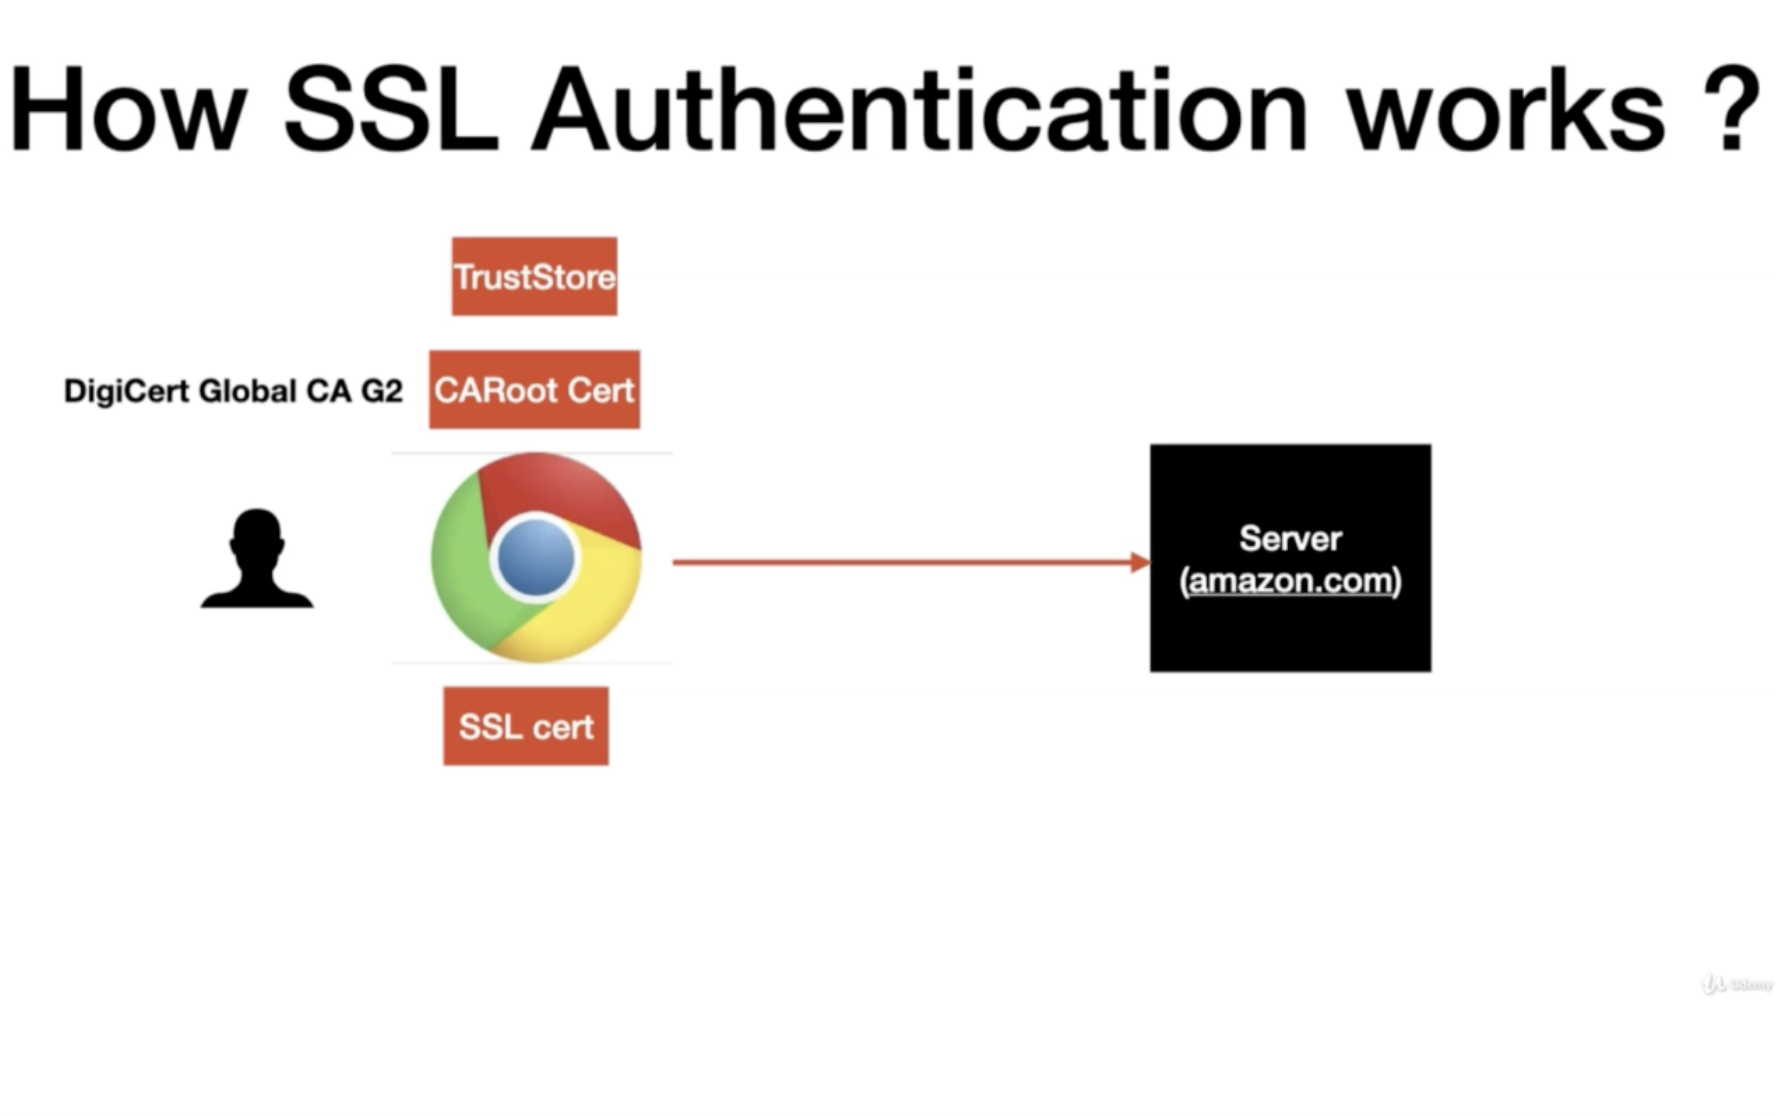 How SSL Authentication works ?
TrustStore
DigiCert Global CA G2
CARoot Cert
Server
(amazon.com)
SSL cert
Udemy